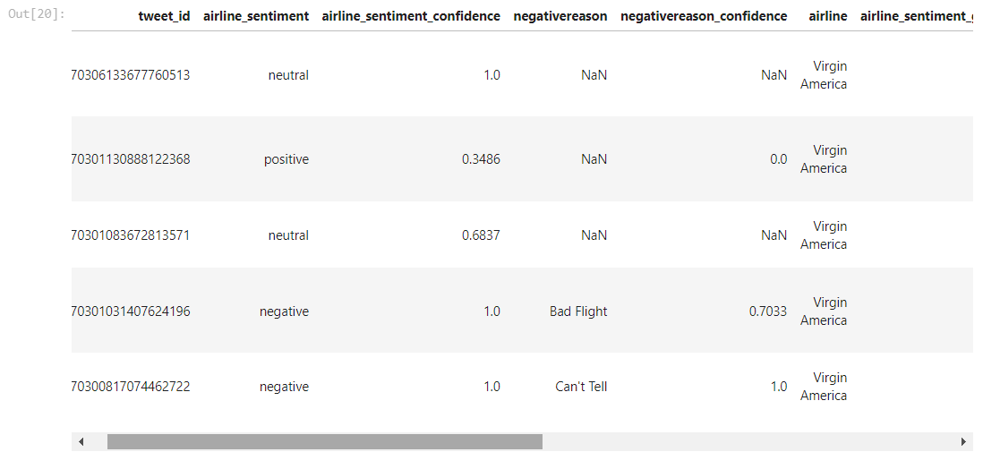 Out[20]:
tweet_id airline_sentiment airline_sentiment_confidence negativereason negativereason_confidence airline airline_sentiment_g
70306133677760513 neutral 1.0 NaN NaN Virgin America
70301130888122368 positive 0.3486 NaN 0.0 Virgin America
70301083672813571 neutral 0.6837 NaN NaN Virgin America
70301031407624196 negative 1.0 Bad Flight 0.7033 Virgin America
70300817074462722 negative 1.0 Can't Tell 1.0 Virgin America